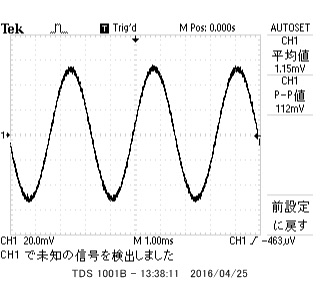 Tek T Trig'd M Pos: 0.000s AUTOSET
CH1
平均値
1.15mV
CH1
P-P値
112mV
1
前設定
に戻す
CH1 20.0mV M 1.00ms CH1 ∫ -463uV
CH1 で未知の信号を検出しました
TDS 1001B - 13:38:11 2016/04/25